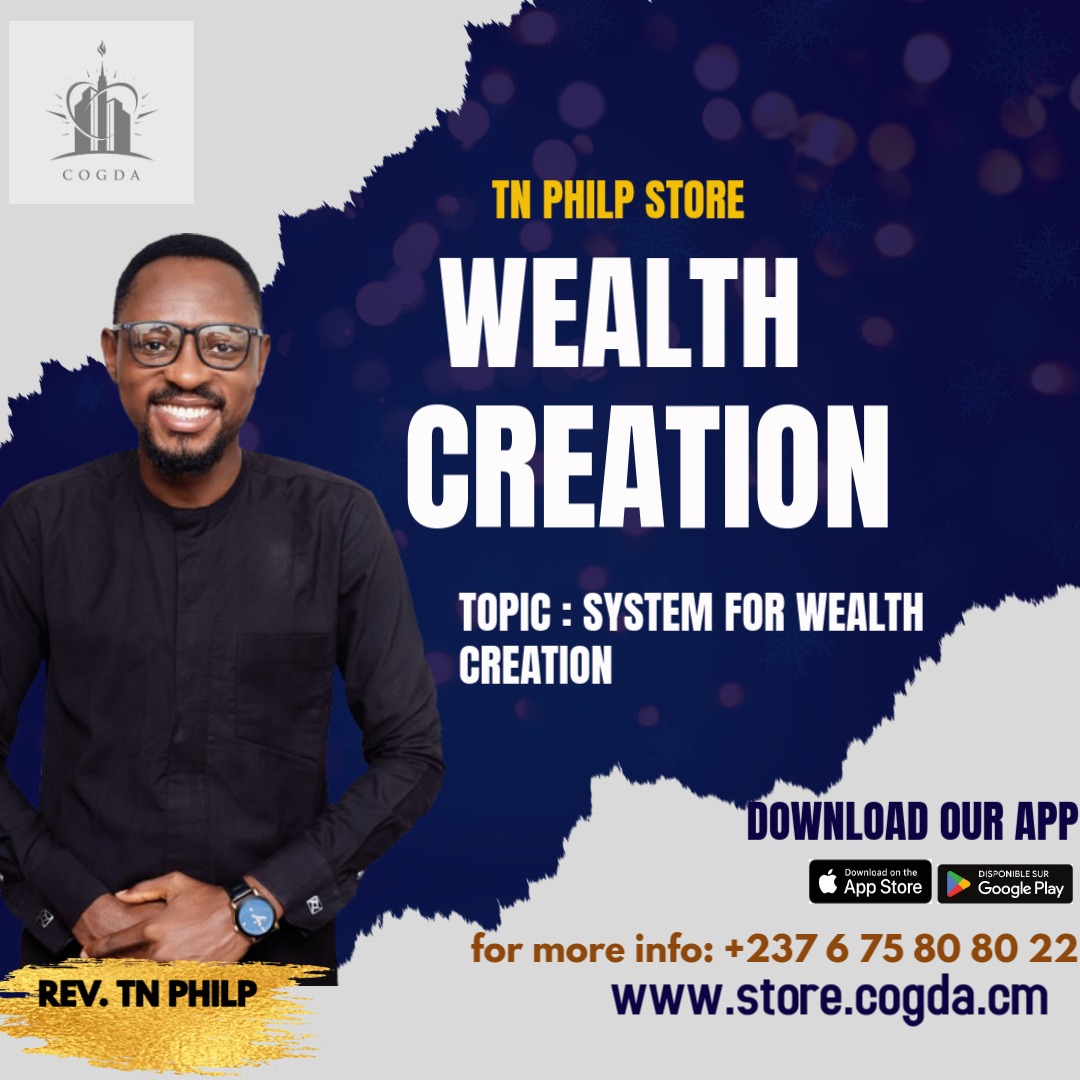 COGDA
TN PHILP STORE
WEALTH
CREATION
TOPIC : SYSTEM FOR WEALTH
CREATION
DOWNLOAD OUR APP
Download on the
App Store
DISPONIBLE SUR
Google Play
for more info: +237 6 75 80 80 22
www.store.cogda.cm
REV. TN PHILP